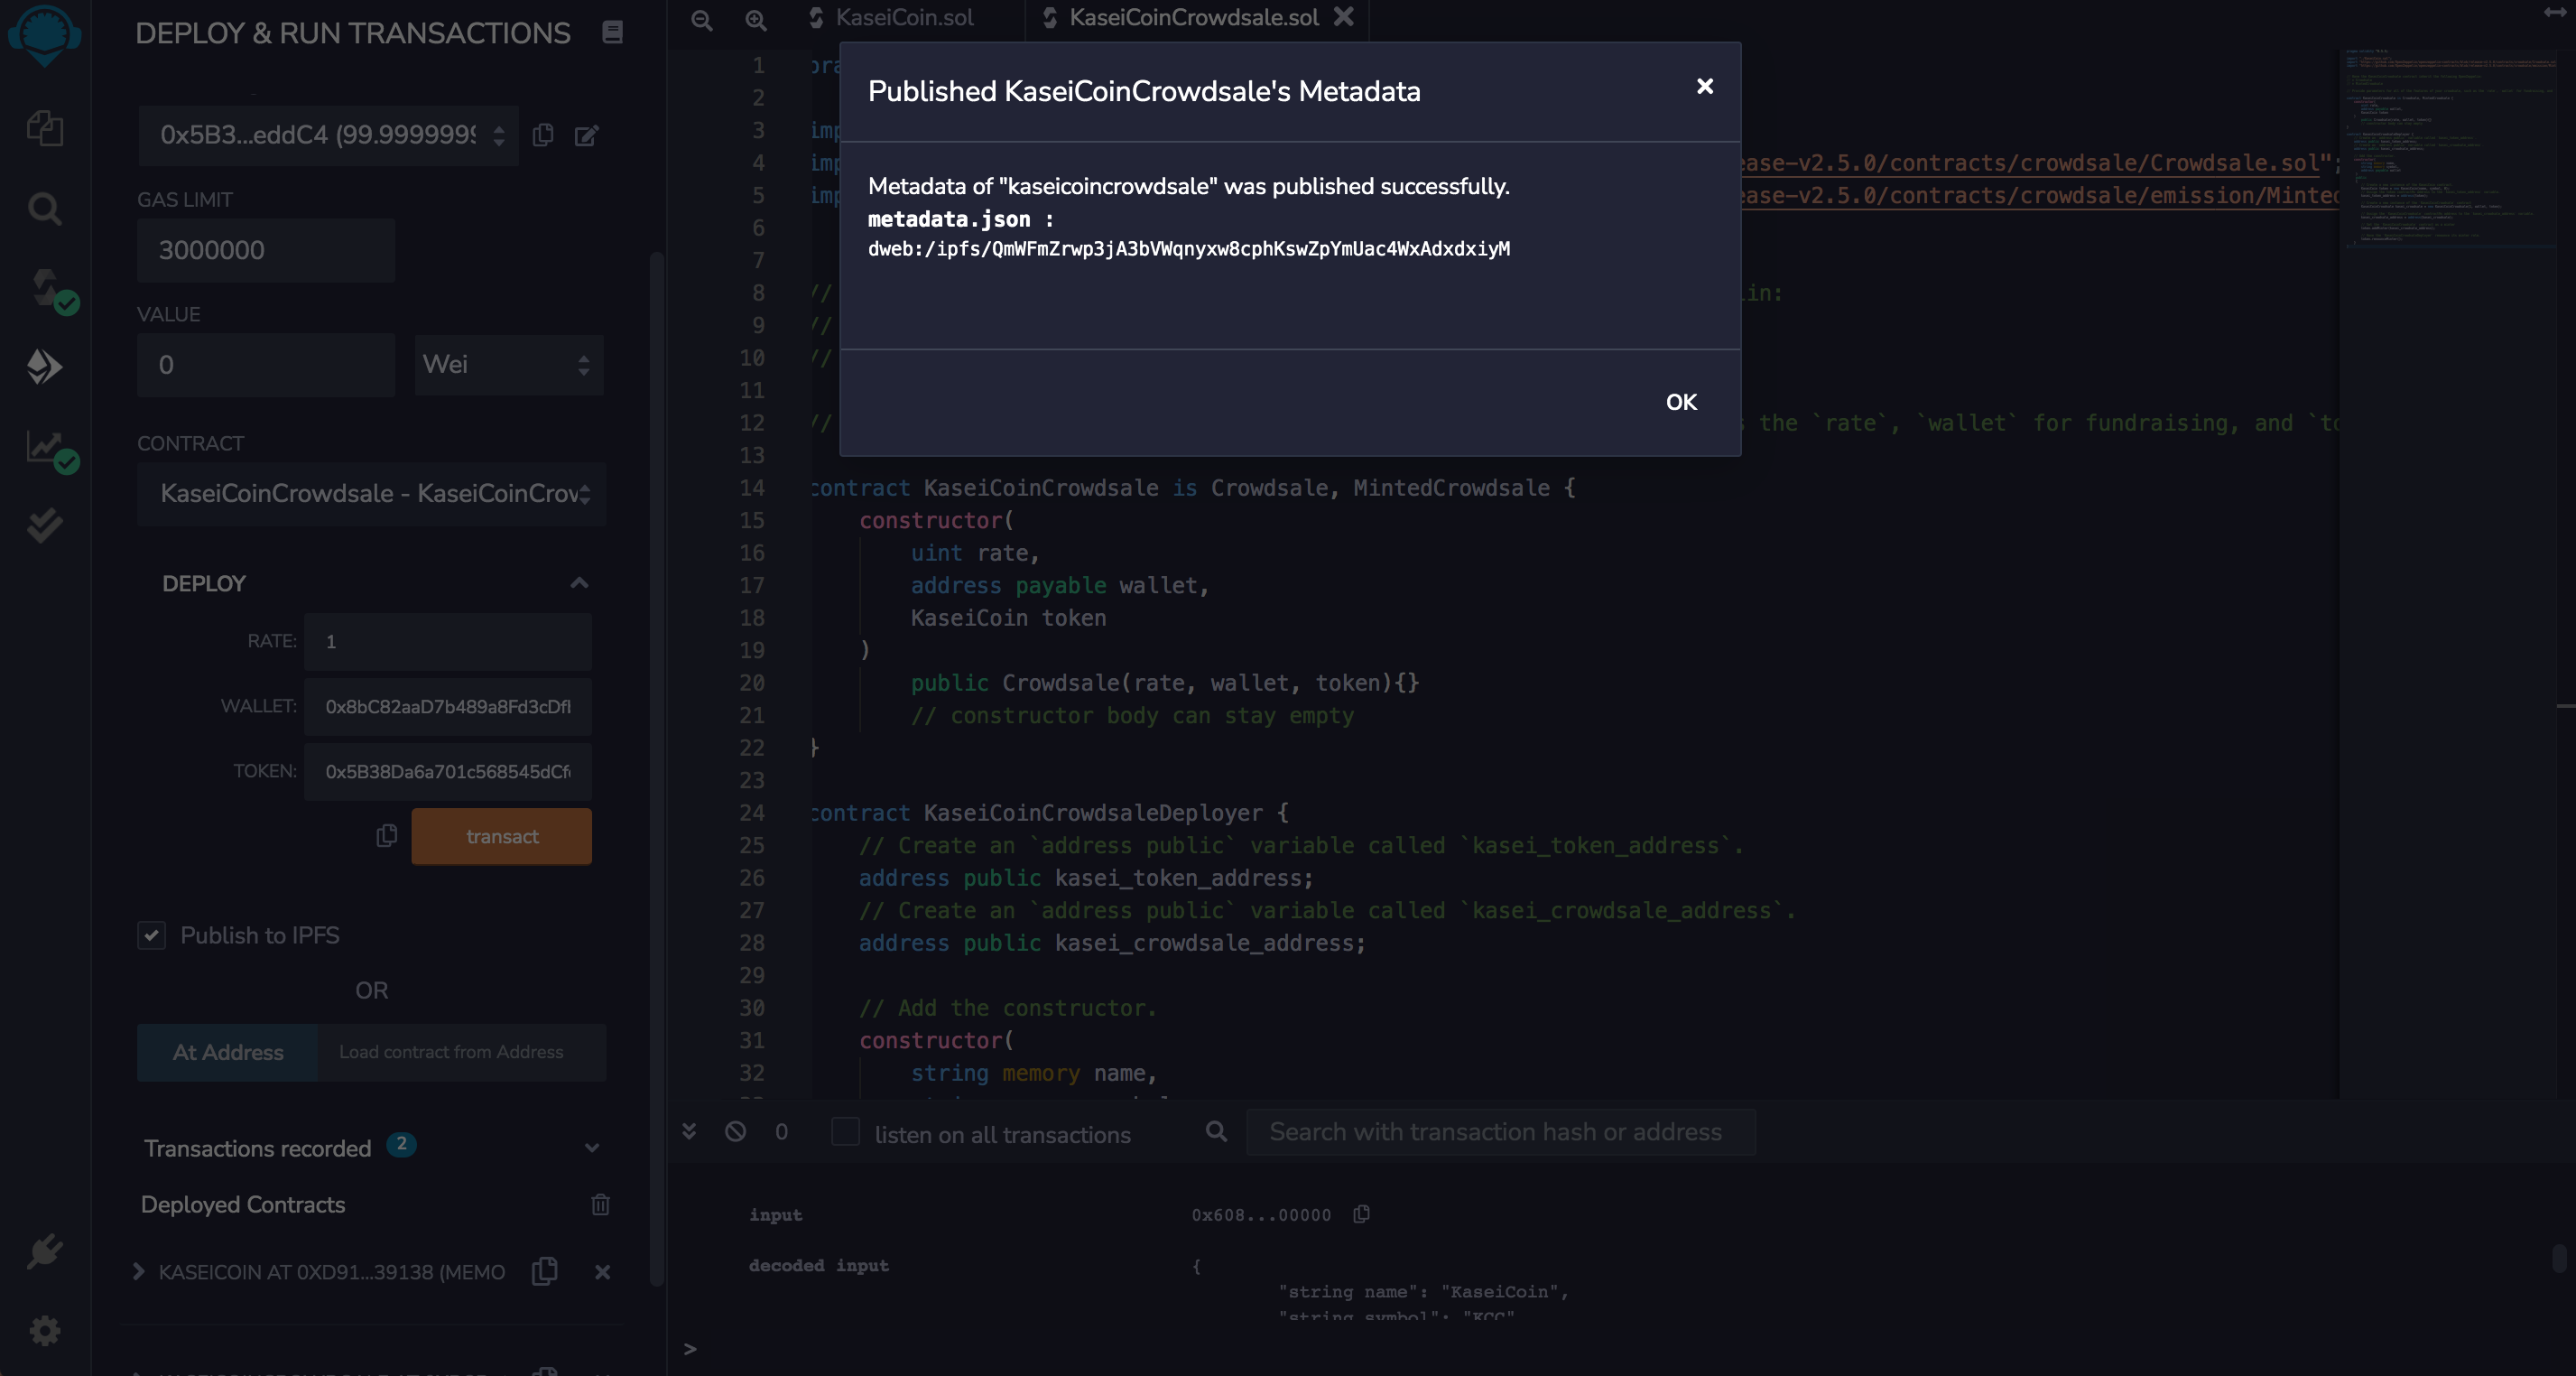 DEPLOY & RUN TRANSACTIONS
0x5B3...eddC4 (99.9999999
GAS LIMIT
3000000
VALUE
0
Wei
CONTRACT
KaseiCoinCrowdsale - KaseiCoinCrow
DEPLOY
RATE:
1
WALLET:
0x8bC82aaD7b489a8Fd3cDfl
TOKEN:
0x5B38Da6a701c568545dCf
transact
Publish to IPFS
OR
At Address
Load contract from Address
Transactions recorded 2
Deployed Contracts
KASEICOIN AT 0XD91...39138 (MEMO
KaseiCoin.sol
KaseiCoinCrowdsale.sol
Published KaseiCoinCrowdsale's Metadata
Metadata of "kaseicoincrowdsale" was published successfully.
metadata.json :
dweb:/ipfs/QmWFmZrwp3jA3bVWqnyxw8cphKswZpYmUac4WxAdxdxiyM
OK
1 pra
2
3 imp
4 imp ease-v2.5.0/contracts/crowdsale/Crowdsale.sol";
5 imp ease-v2.5.0/contracts/crowdsale/emission/Minted
6
7
8 // lin:
9 //
10 //
11
12 // s the `rate`, `wallet` for fundraising, and `to
13
14 contract KaseiCoinCrowdsale is Crowdsale, MintedCrowdsale {
15 constructor(
16 uint rate,
17 address payable wallet,
18 KaseiCoin token
19 )
20 public Crowdsale(rate, wallet, token){}
21 // constructor body can stay empty
22 }
23
24 contract KaseiCoinCrowdsaleDeployer {
25 // Create an `address public` variable called `kasei_token_address`.
26 address public kasei_token_address;
27 // Create an `address public` variable called `kasei_crowdsale_address`.
28 address public kasei_crowdsale_address;
29
30 // Add the constructor.
31 constructor(
32 string memory name,
0
listen on all transactions
Search with transaction hash or address
input 0x608...00000
decoded input {
"string name": "KaseiCoin",
"string symbol": "KCC"
>